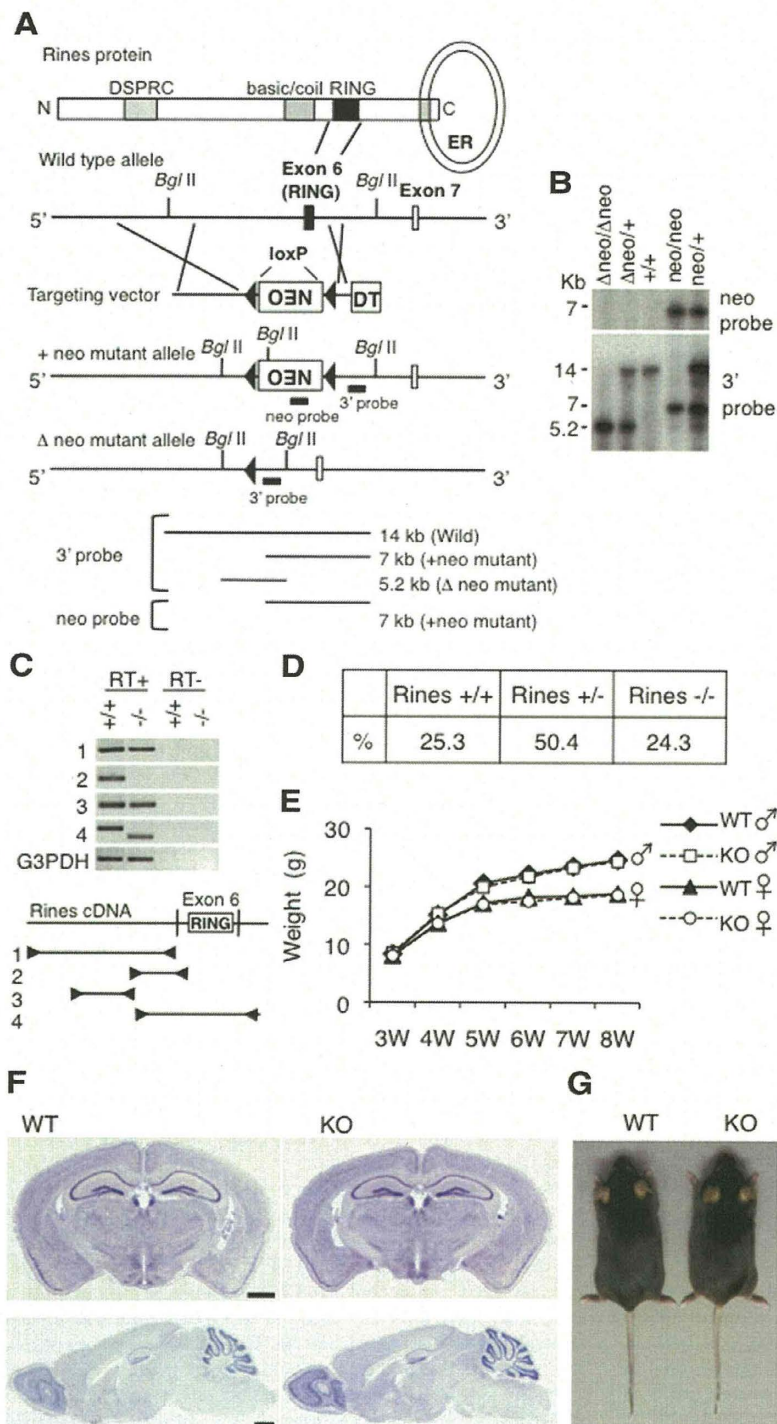 A
Rines protein
DSPRC
basic/coil RING
N
C
ER
Wild type allele
Exon 6
(RING)
Bgl II
Bgl II
Exon 7
5'
3'
loxP
Targeting vector
NEO
DT
+ neo mutant allele
Bgl II
Bgl II
Bgl II
NEO
5'
3'
neo probe
3' probe
Δ neo mutant allele
Bgl II
Bgl II
5'
3'
3' probe
3' probe
14 kb (Wild)
7 kb (+neo mutant)
5.2 kb (Δ neo mutant)
neo probe
7 kb (+neo mutant)
B
Δneo/Δneo
Δneo/+
+/+
neo/neo
neo/+
Kb
7
neo
probe
14
7
5.2
3'
probe
C
RT+ RT-
+/+ -/- +/+ -/-
1
2
3
4
G3PDH
Rines cDNA
Exon 6
RING
1
2
3
4
D
Rines +/+ Rines +/- Rines -/-
% 25.3 50.4 24.3
E
Weight (g)
30
20
10
0
3W 4W 5W 6W 7W 8W
♂
♀
WT ♂
KO ♂
WT ♀
KO ♀
F
WT KO
G
WT KO